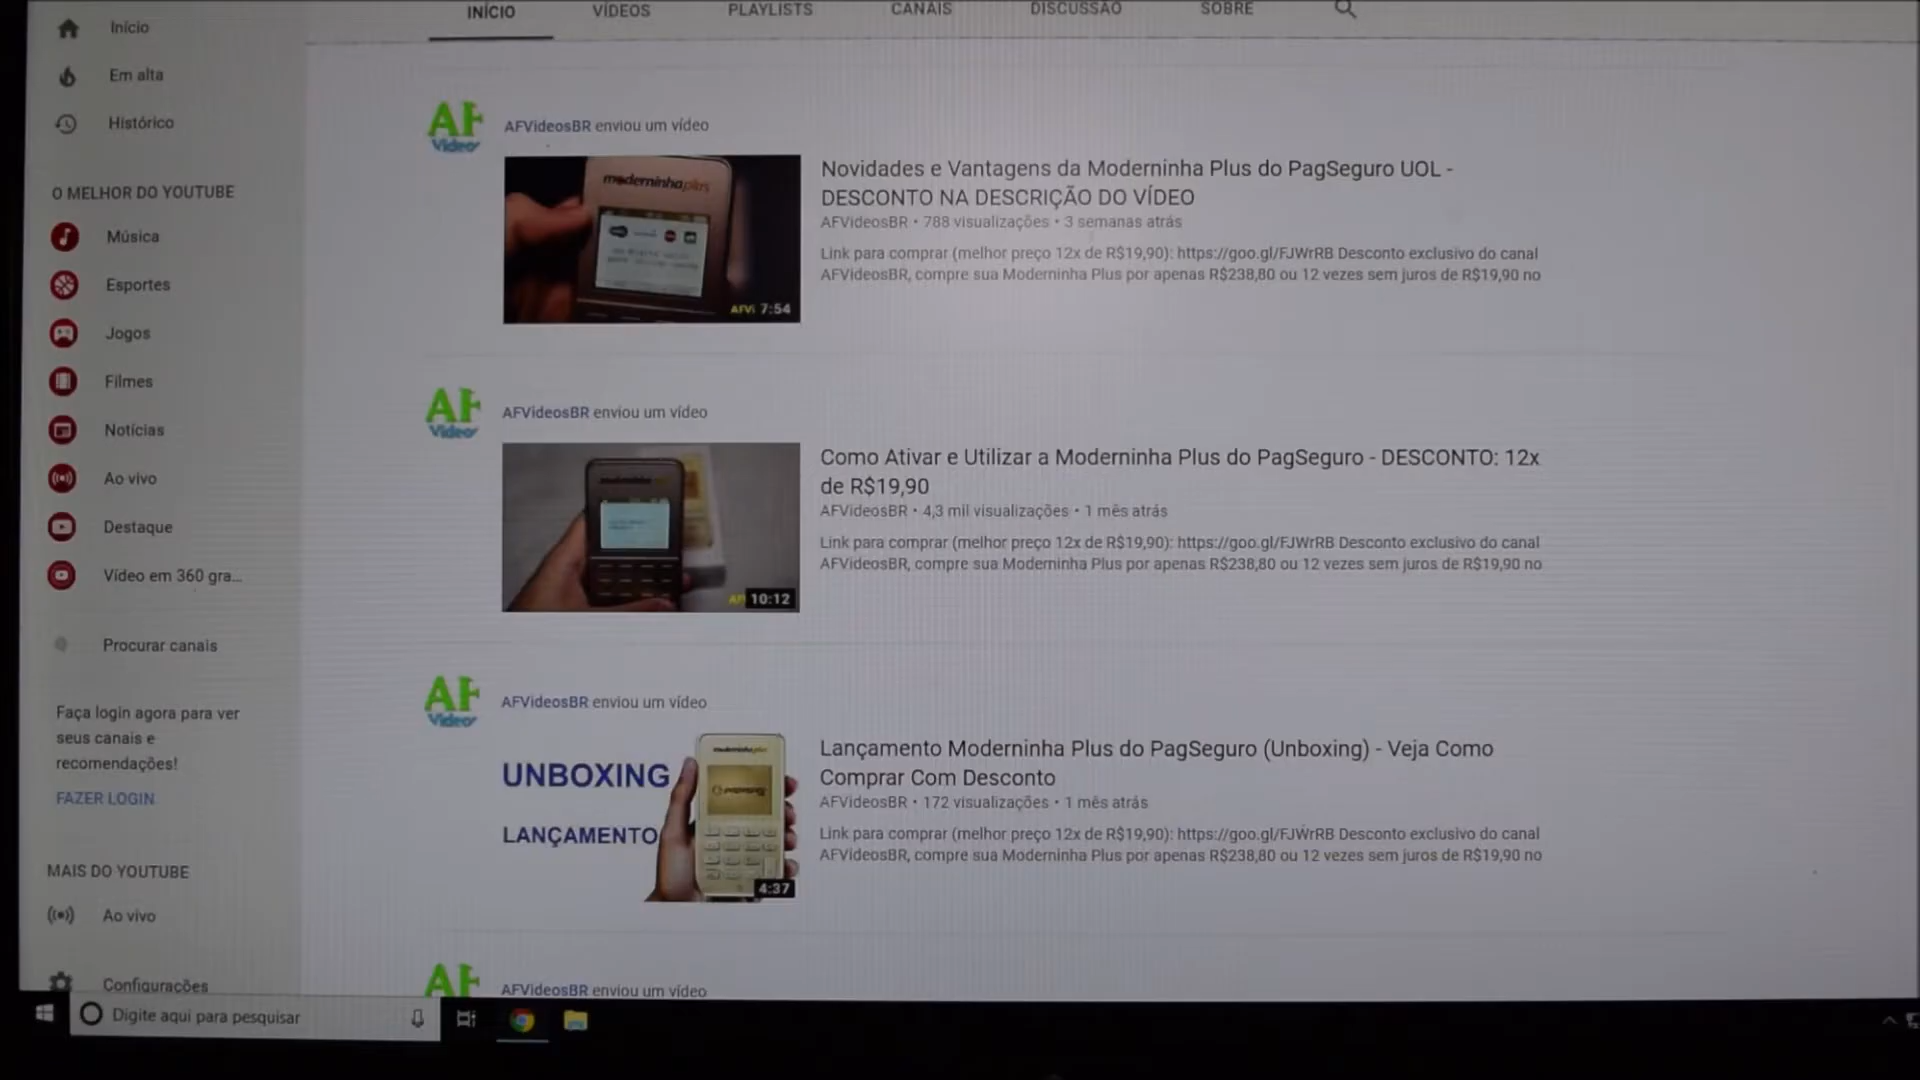 INÍCIO VÍDEOS PLAYLISTS CANAIS DISCUSSÃO SOBRE
Início
Em alta
Histórico
O MELHOR DO YOUTUBE
Música
Esportes
Jogos
Filmes
Notícias
Ao vivo
Destaque
Vídeo em 360 gra...
Procurar canais
Faça login agora para ver
seus canais e
recomendações!
FAZER LOGIN
MAIS DO YOUTUBE
Ao vivo
Configurações
AF
Video
AFVideosBR enviou um vídeo
moderninha plus
AFVi 7:54
Novidades e Vantagens da Moderninha Plus do PagSeguro UOL -
DESCONTO NA DESCRIÇÃO DO VÍDEO
AFVideosBR • 788 visualizações • 3 semanas atrás
Link para comprar (melhor preço 12x de R$19,90): https://goo.gl/FJWrRB Desconto exclusivo do canal
AFVideosBR, compre sua Moderninha Plus por apenas R$238,80 ou 12 vezes sem juros de R$19,90 no
AF
Video
AFVideosBR enviou um vídeo
AF 10:12
Como Ativar e Utilizar a Moderninha Plus do PagSeguro - DESCONTO: 12x
de R$19,90
AFVideosBR • 4,3 mil visualizações • 1 mês atrás
Link para comprar (melhor preço 12x de R$19,90): https://goo.gl/FJWrRB Desconto exclusivo do canal
AFVideosBR, compre sua Moderninha Plus por apenas R$238,80 ou 12 vezes sem juros de R$19,90 no
AF
Video
AFVideosBR enviou um vídeo
UNBOXING
LANÇAMENTO
moderninha plus
4:37
Lançamento Moderninha Plus do PagSeguro (Unboxing) - Veja Como
Comprar Com Desconto
AFVideosBR • 172 visualizações • 1 mês atrás
Link para comprar (melhor preço 12x de R$19,90): https://goo.gl/FJWrRB Desconto exclusivo do canal
AFVideosBR, compre sua Moderninha Plus por apenas R$238,80 ou 12 vezes sem juros de R$19,90 no
AF
AFVideosBR enviou um vídeo
Digite aqui para pesquisar